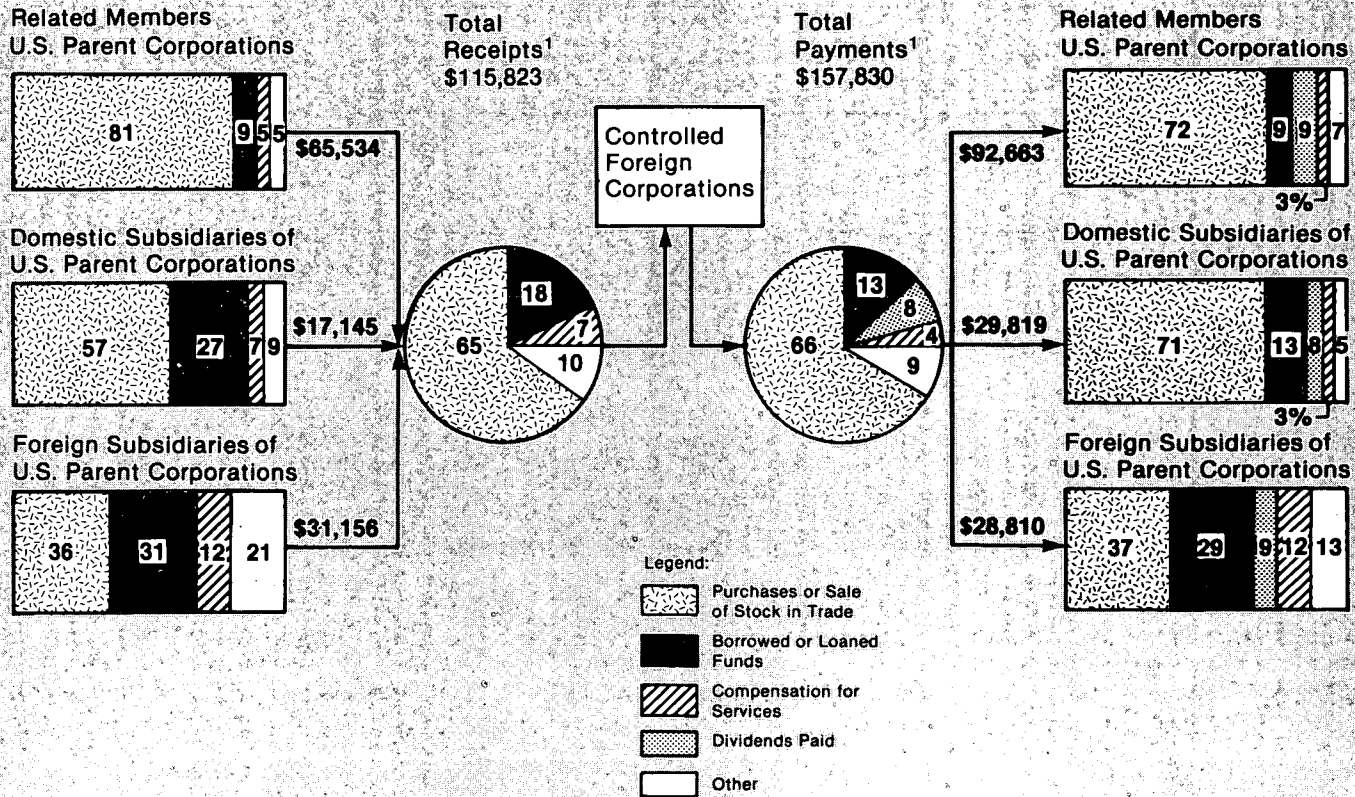 Related Members
U.S. Parent Corporations
81
9
5
5
$65,534
Domestic Subsidiaries of
U.S. Parent Corporations
57
27
7
9
$17,145
Foreign Subsidiaries of
U.S. Parent Corporations
36
31
12
21
$31,156
Total
Receipts¹
$115,823
18
7
65
10
Controlled
Foreign
Corporations
Total
Payments¹
$157,830
13
8
4
66
9
Related Members
U.S. Parent Corporations
$92,663
72
9
9
7
3%
Domestic Subsidiaries of
U.S. Parent Corporations
$29,819
71
13
8
5
3%
Foreign Subsidiaries of
U.S. Parent Corporations
$28,810
37
29
9
12
13
Legend:
Purchases or Sale
of Stock in Trade
Borrowed or Loaned
Funds
Compensation for
Services
Dividends Paid
Other